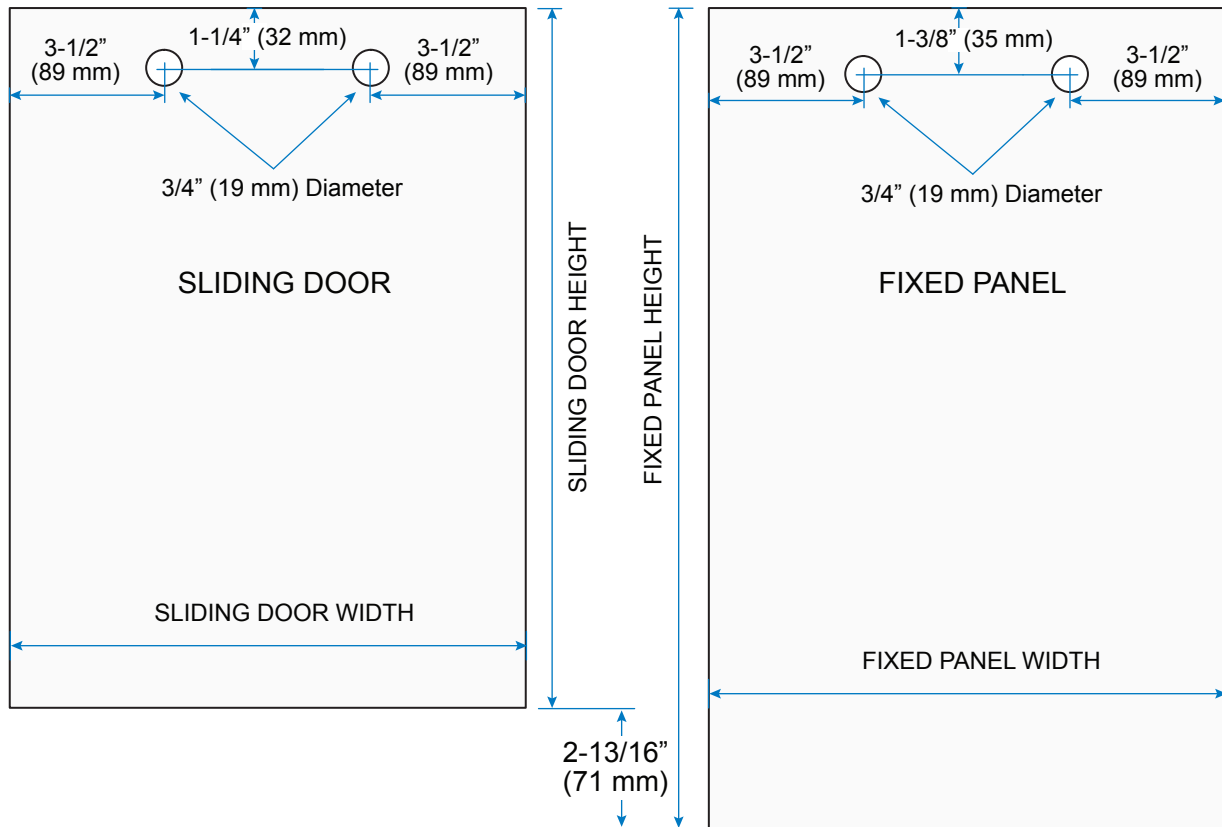 3-1/2”
(89 mm)
1-1/4” (32 mm)
3-1/2”
(89 mm)
3/4” (19 mm) Diameter
SLIDING DOOR
SLIDING DOOR WIDTH
SLIDING DOOR HEIGHT
2-13/16”
(71 mm)
FIXED PANEL HEIGHT
3-1/2”
(89 mm)
1-3/8” (35 mm)
3-1/2”
(89 mm)
3/4” (19 mm) Diameter
FIXED PANEL
FIXED PANEL WIDTH